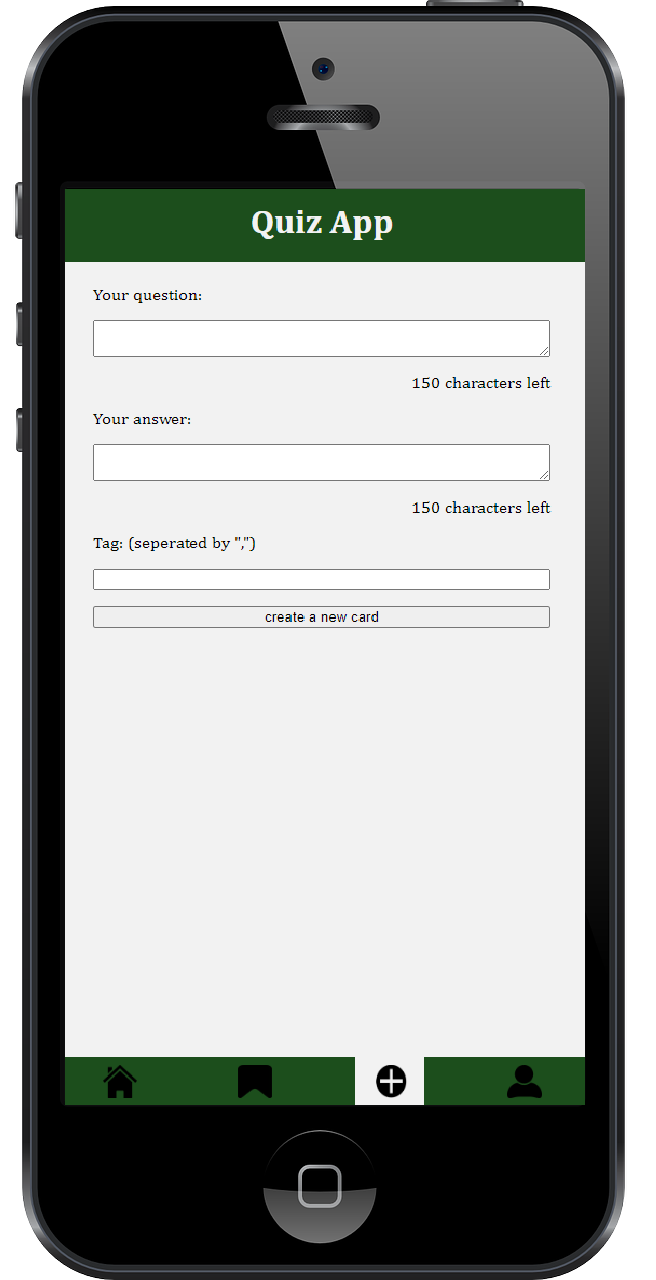 Quiz App
Your question:
150 characters left
Your answer:
150 characters left
Tag: (seperated by ",")
create a new card